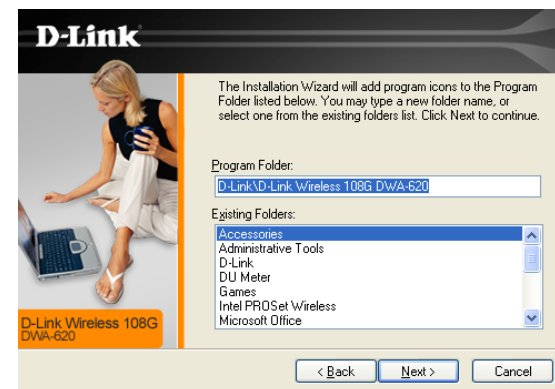 D-Link
The Installation Wizard will add program icons to the Program
Folder listed below. You may type a new folder name, or
select one from the existing folders list. Click Next to continue.
Program Folder:
D-Link\D-Link Wireless 108G DWA-620
Existing Folders:
Accessories
Administrative Tools
D-Link
DU Meter
Games
Intel PROSet Wireless
Microsoft Office
D-Link Wireless 108G
DWA-620
< Back
Next >
Cancel